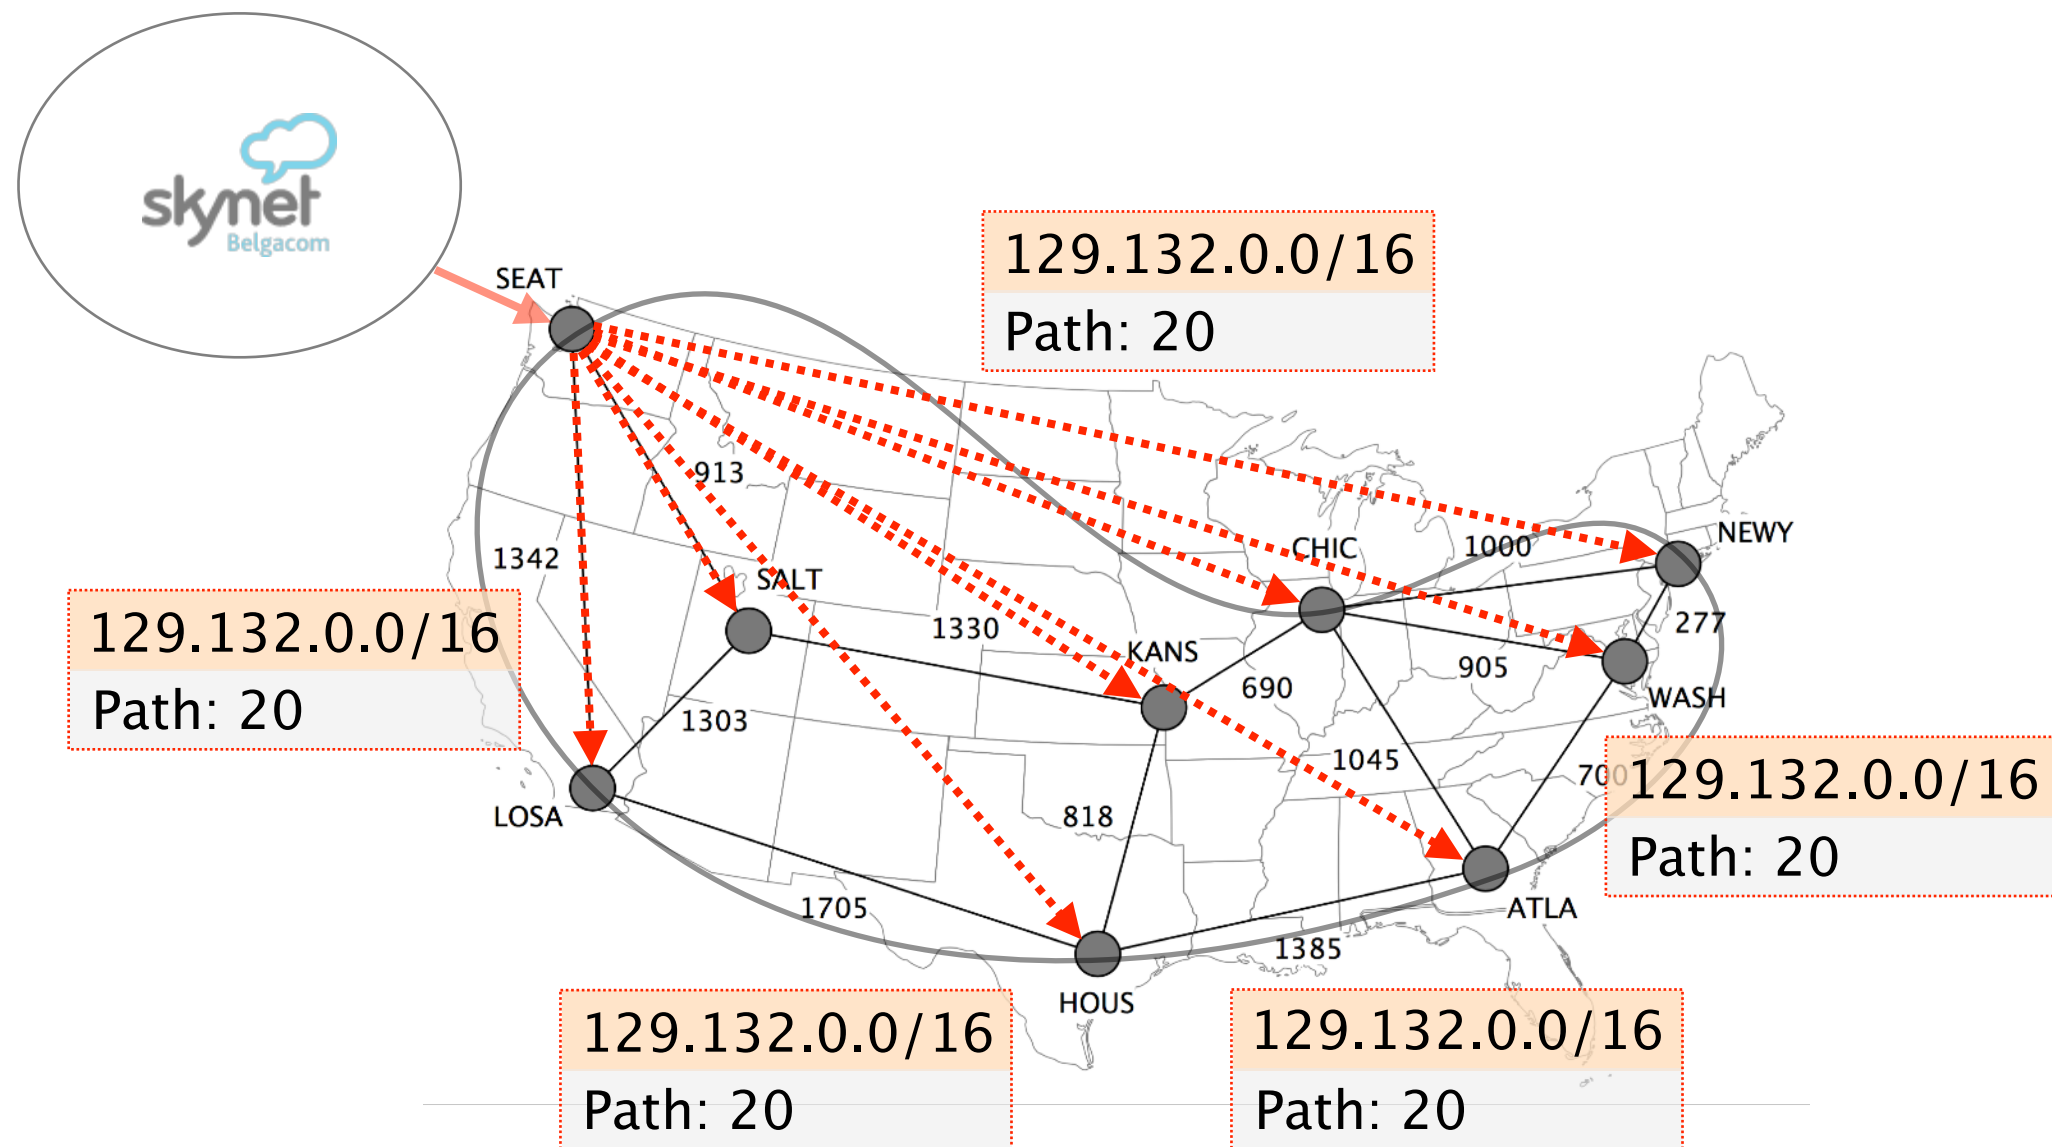 skynet
Belgacom
SEAT
129.132.0.0/16
Path: 20
913
1342
SALT
CHIC
1000
NEWY
129.132.0.0/16
Path: 20
1330
KANS
277
905
690
WASH
1303
1045
700
129.132.0.0/16
Path: 20
LOSA
818
1705
ATLA
1385
HOUS
129.132.0.0/16
Path: 20
129.132.0.0/16
Path: 20